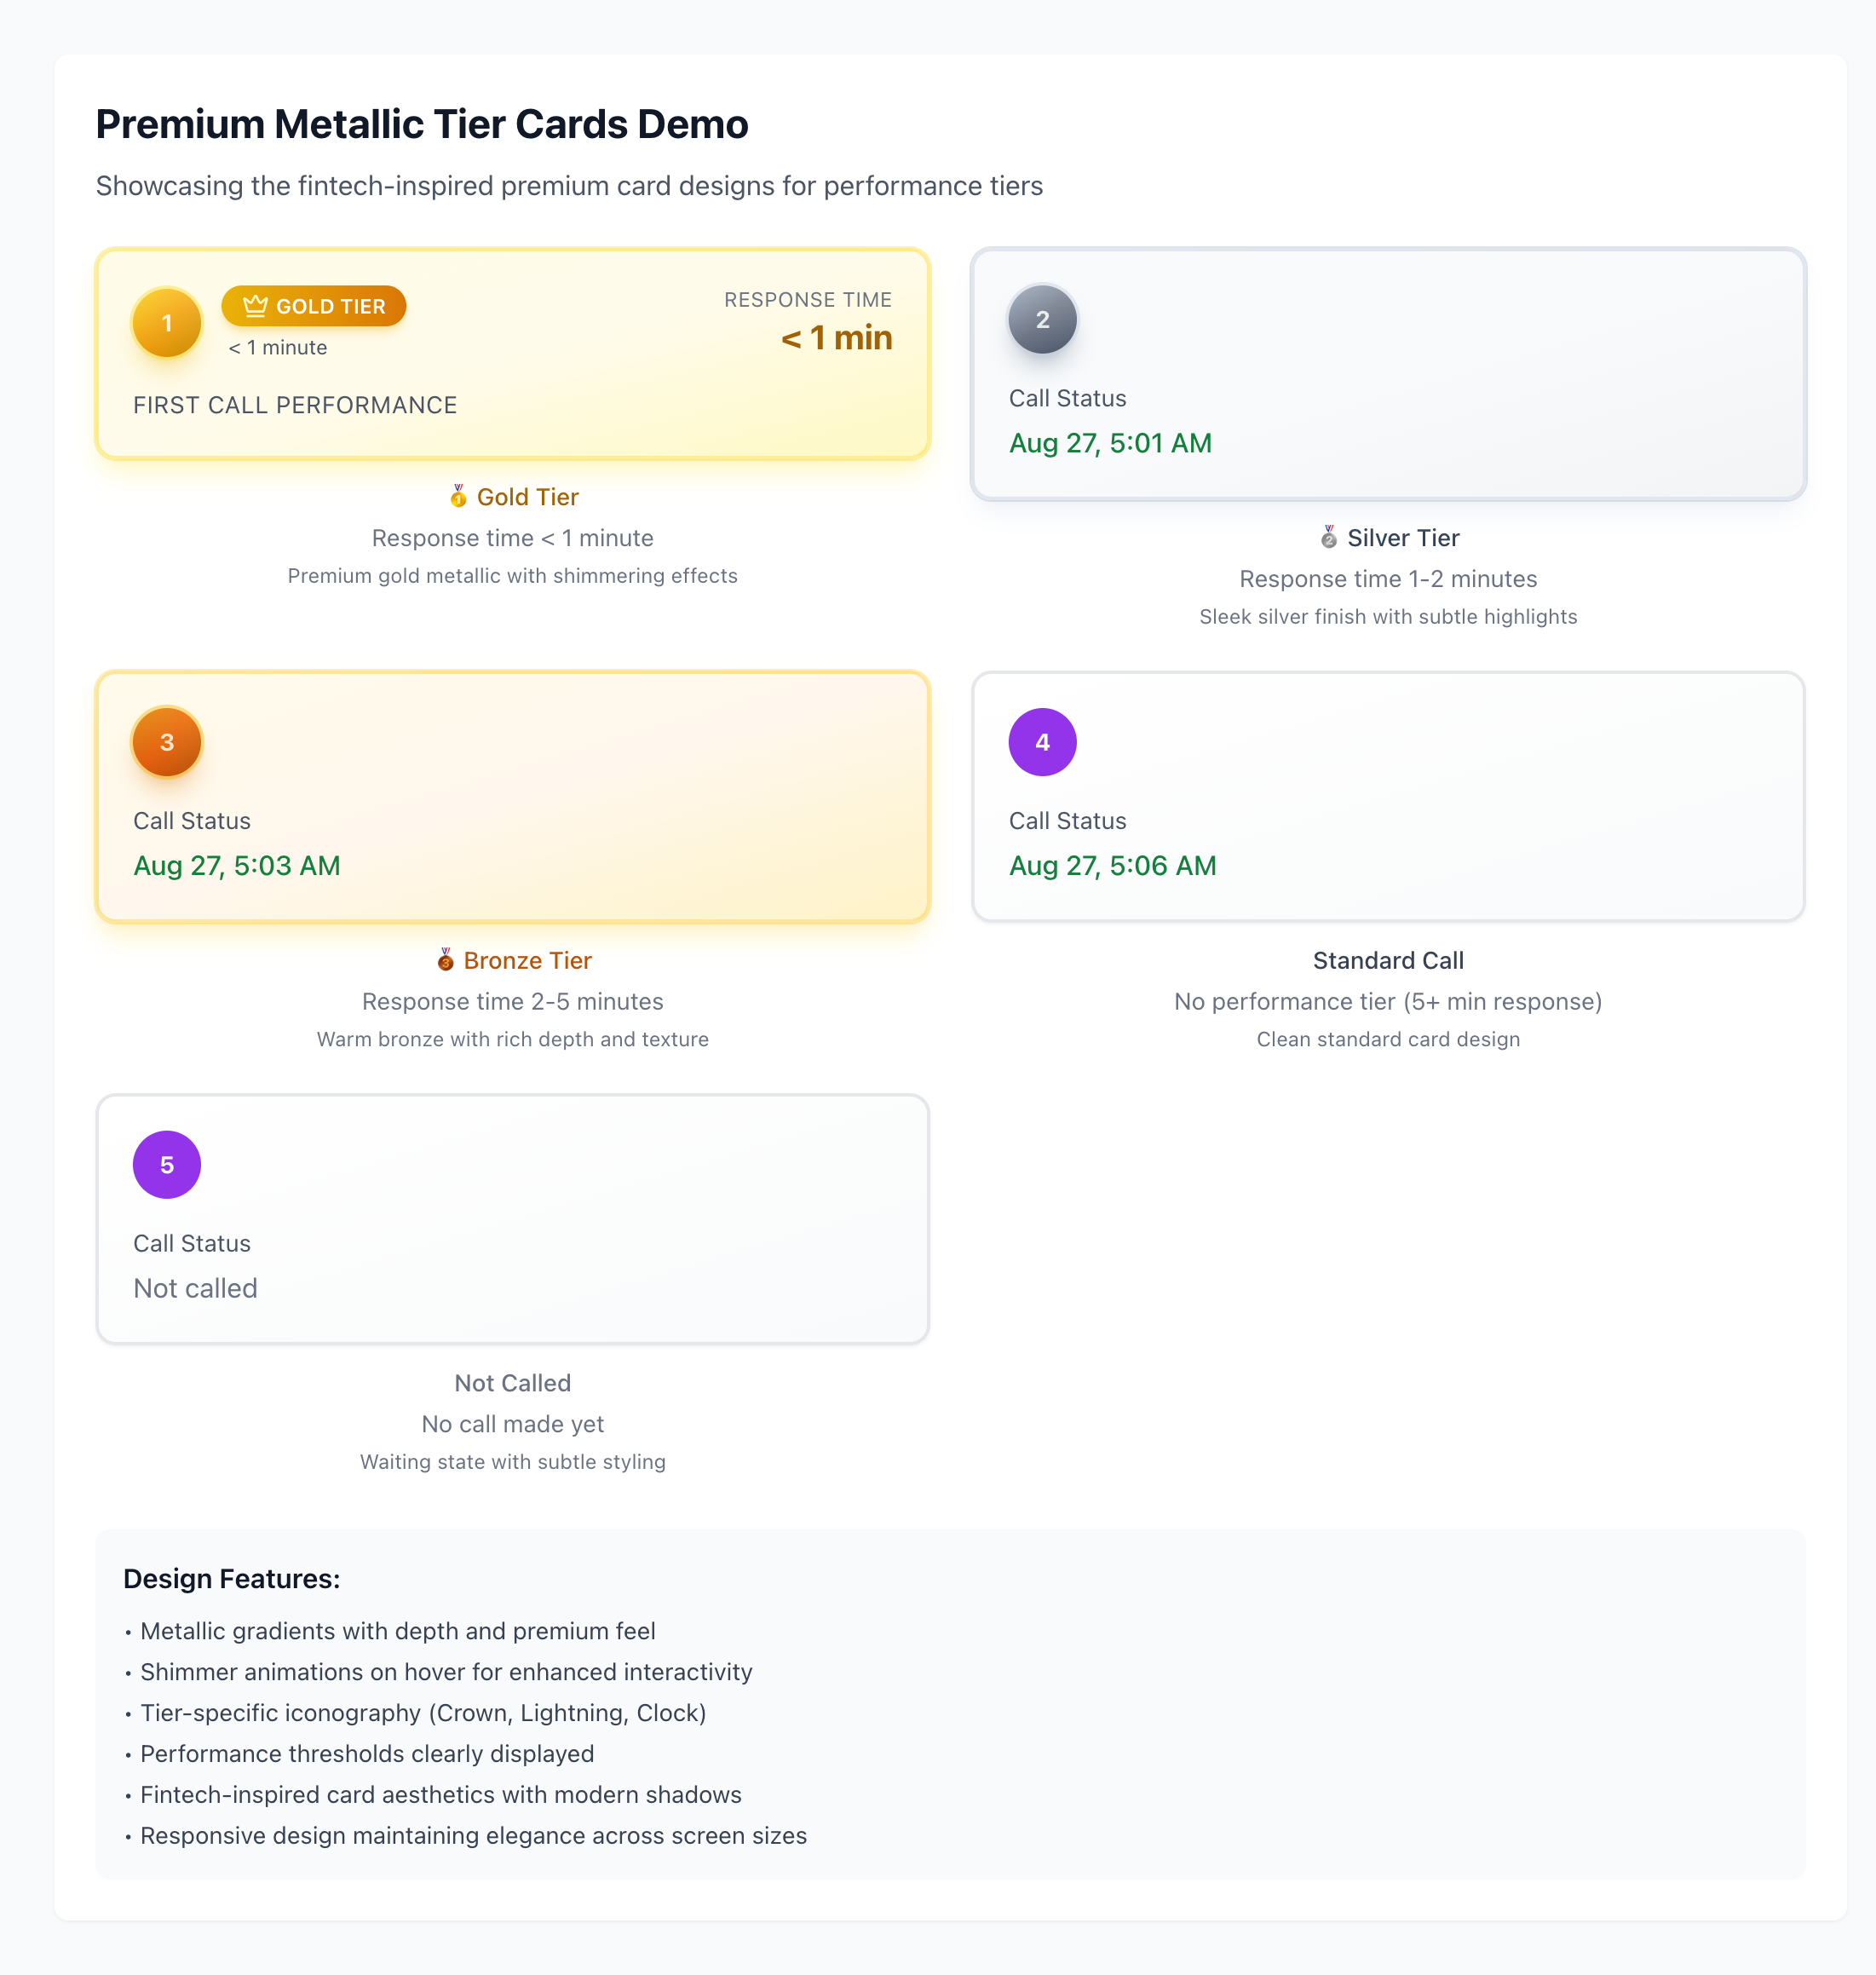 Premium Metallic Tier Cards Demo
Showcasing the fintech-inspired premium card designs for performance tiers
1
GOLD TIER
< 1 minute
RESPONSE TIME
< 1 min
FIRST CALL PERFORMANCE
🥇 Gold Tier
Response time < 1 minute
Premium gold metallic with shimmering effects
2
Call Status
Aug 27, 5:01 AM
🥈 Silver Tier
Response time 1-2 minutes
Sleek silver finish with subtle highlights
3
Call Status
Aug 27, 5:03 AM
🥉 Bronze Tier
Response time 2-5 minutes
Warm bronze with rich depth and texture
4
Call Status
Aug 27, 5:06 AM
Standard Call
No performance tier (5+ min response)
Clean standard card design
5
Call Status
Not called
Not Called
No call made yet
Waiting state with subtle styling
Design Features:
• Metallic gradients with depth and premium feel
• Shimmer animations on hover for enhanced interactivity
• Tier-specific iconography (Crown, Lightning, Clock)
• Performance thresholds clearly displayed
• Fintech-inspired card aesthetics with modern shadows
• Responsive design maintaining elegance across screen sizes